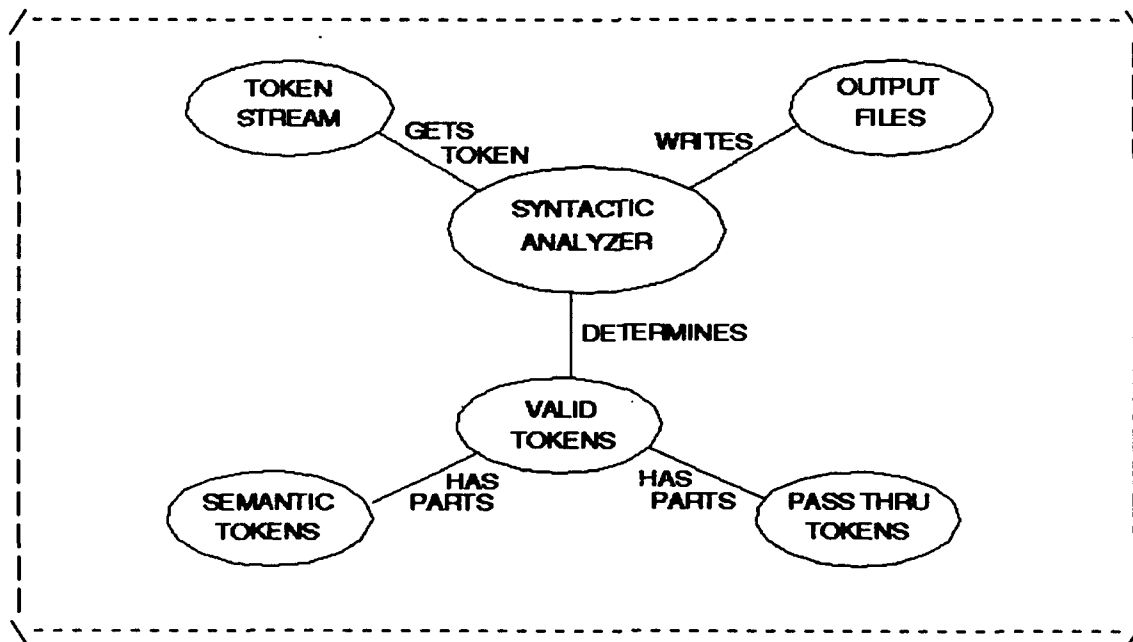 TOKEN
STREAM
OUTPUT
FILES
GETS
TOKEN
WRITES
SYNTACTIC
ANALYZER
DETERMINES
VALID
TOKENS
HAS
PARTS
HAS
PARTS
SEMANTIC
TOKENS
PASS THRU
TOKENS